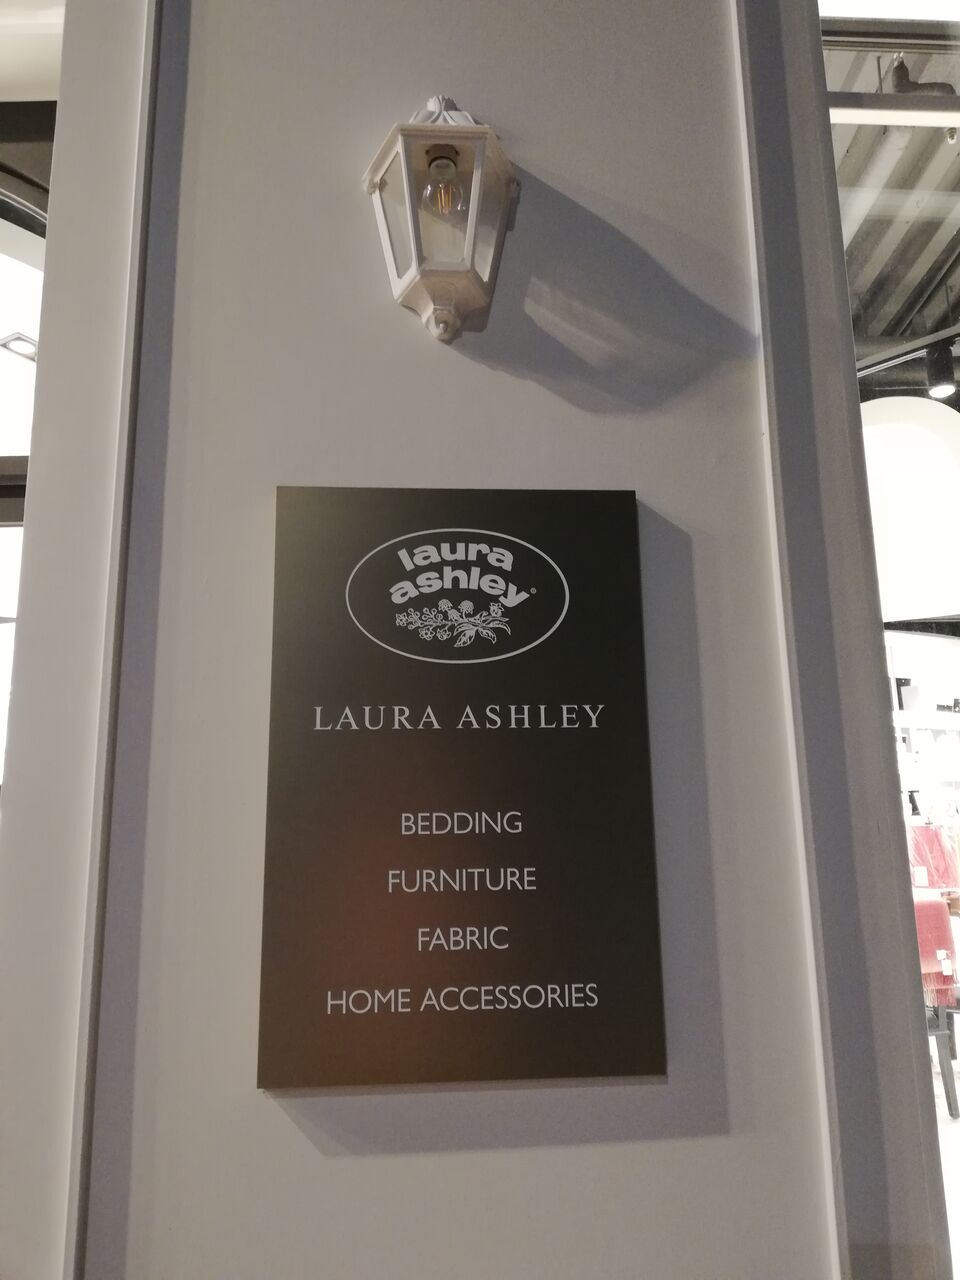 laura
ashley®
LAURA ASHLEY
BEDDING
FURNITURE
FABRIC
HOME ACCESSORIES